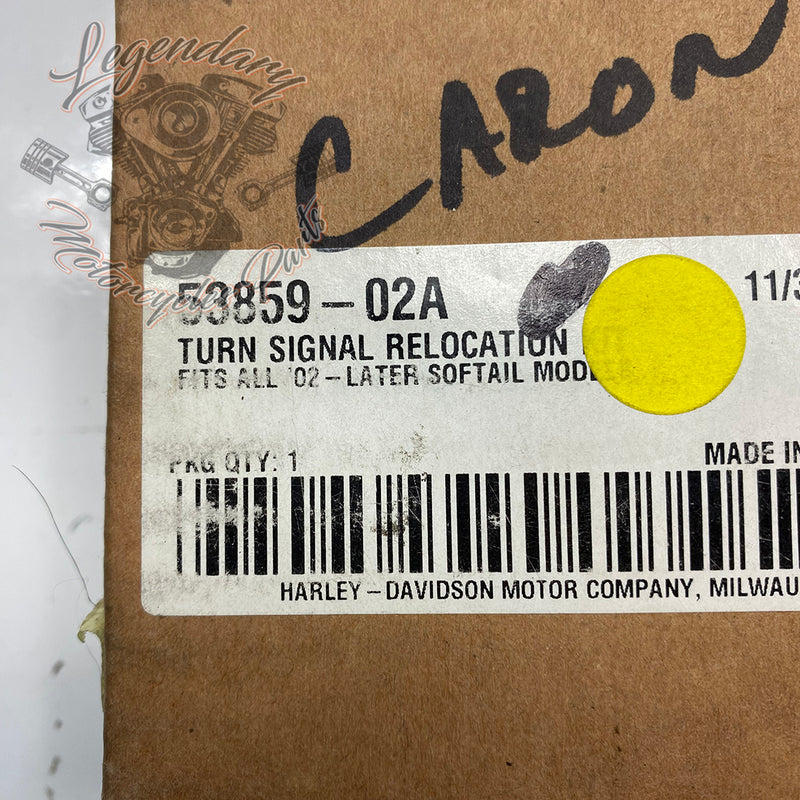 Legendary
Motorcycle Parts
CARON
53859-02A
11/3
TURN SIGNAL RELOCATION
FITS ALL '02-LATER SOFTAIL
PKG QTY: 1
MADE IN
HARLEY-DAVIDSON MOTOR COMPANY, MILWAU